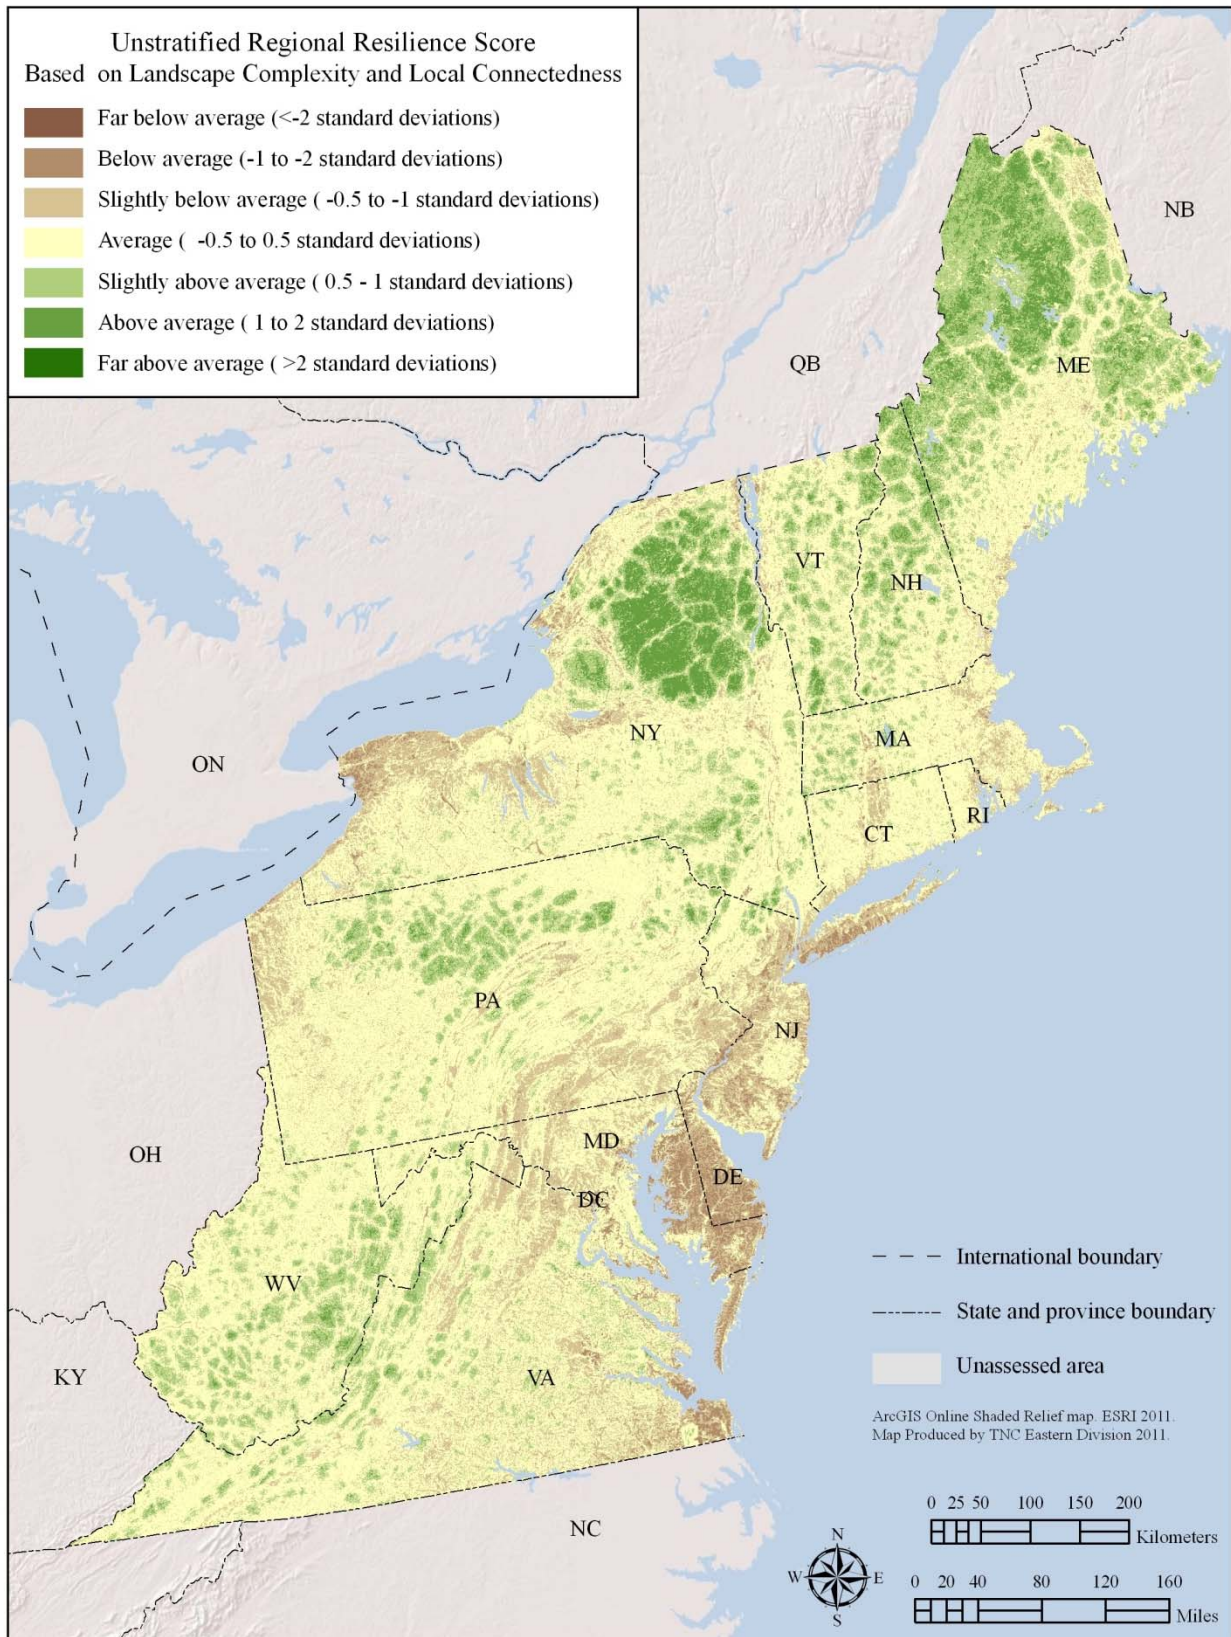 Unstratified Regional Resilience Score
Based on Landscape Complexity and Local Connectedness
Far below average (<-2 standard deviations)
Below average (-1 to -2 standard deviations)
Slightly below average ( -0.5 to -1 standard deviations)
Average ( -0.5 to 0.5 standard deviations)
Slightly above average ( 0.5 - 1 standard deviations)
Above average ( 1 to 2 standard deviations)
Far above average ( >2 standard deviations)
NB
QB
ME
VT
NH
NY
MA
ON
RI
CT
PA
NJ
MD
OH
DE
DC
WV
KY
VA
NC
International boundary
State and province boundary
Unassessed area
ArcGIS Online Shaded Relief map. ESRI 2011.
Map Produced by TNC Eastern Division 2011.
0 25 50 100 150 200
Kilometers
N
W E
S
0 20 40 80 120 160
Miles